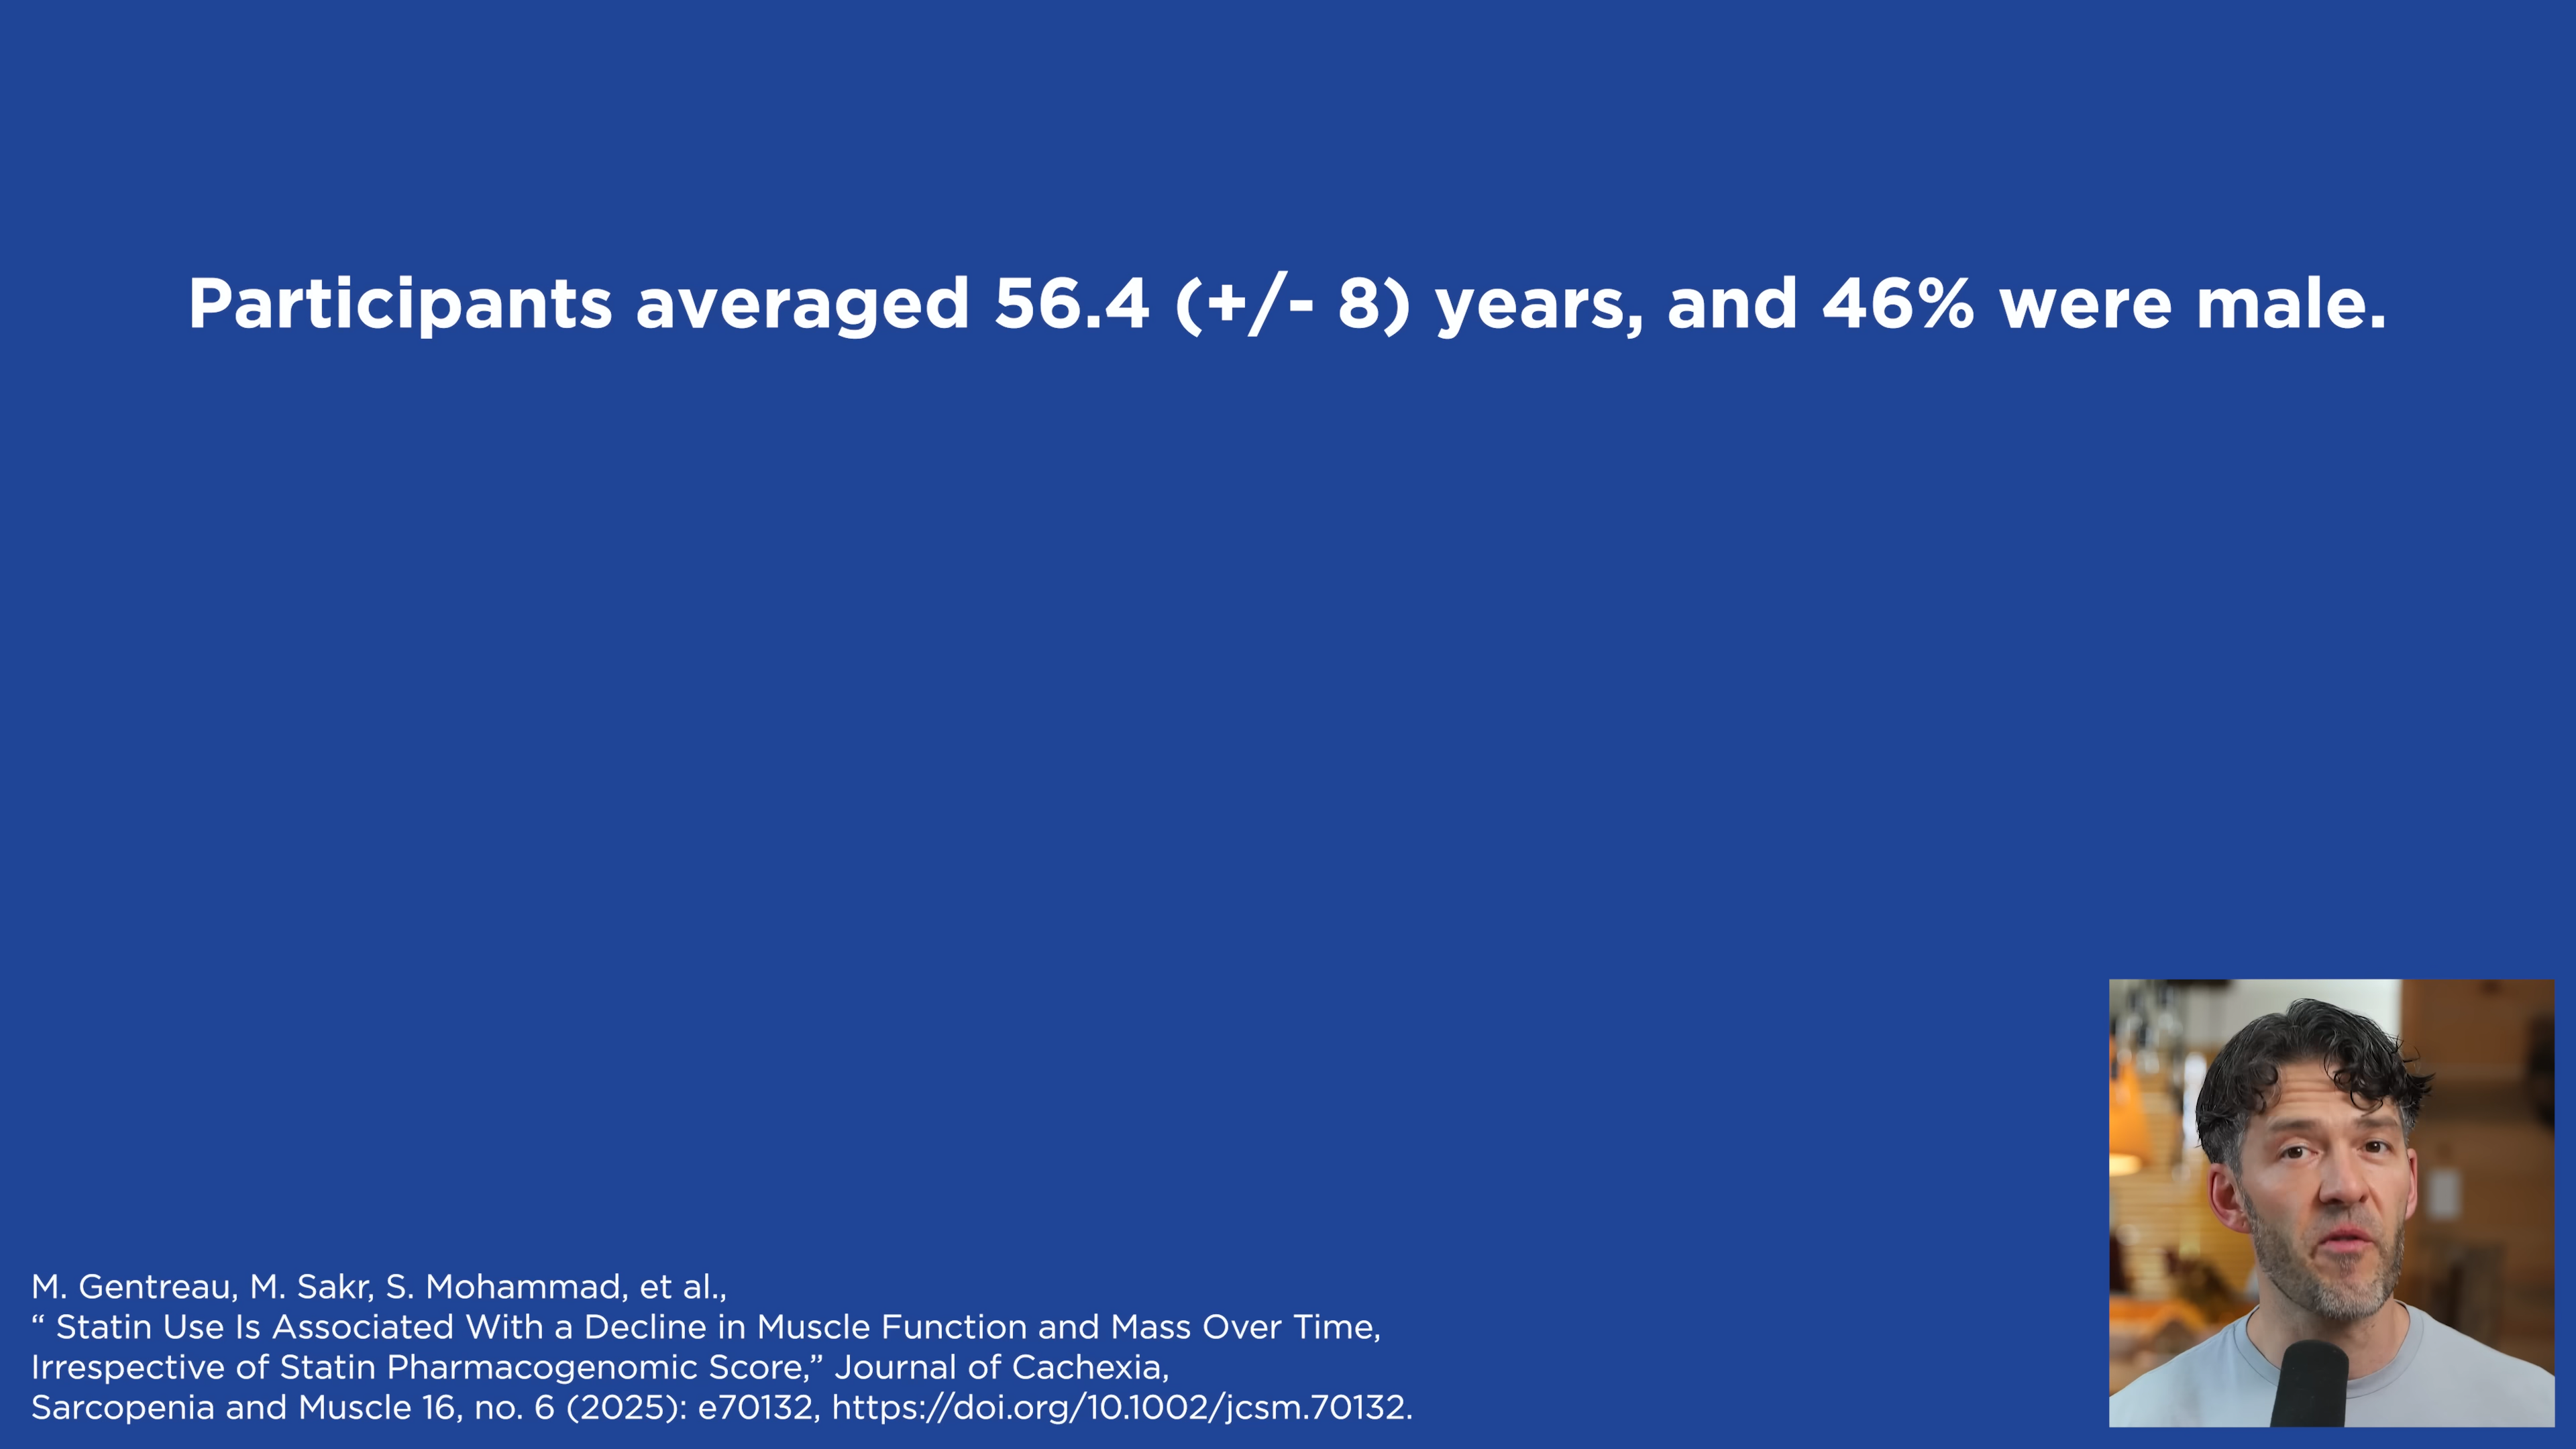 Participants averaged 56.4 (+/- 8) years, and 46% were male.
M. Gentreau, M. Sakr, S. Mohammad, et al.,
“ Statin Use Is Associated With a Decline in Muscle Function and Mass Over Time,
Irrespective of Statin Pharmacogenomic Score,” Journal of Cachexia,
Sarcopenia and Muscle 16, no. 6 (2025): e70132, https://doi.org/10.1002/jcsm.70132.